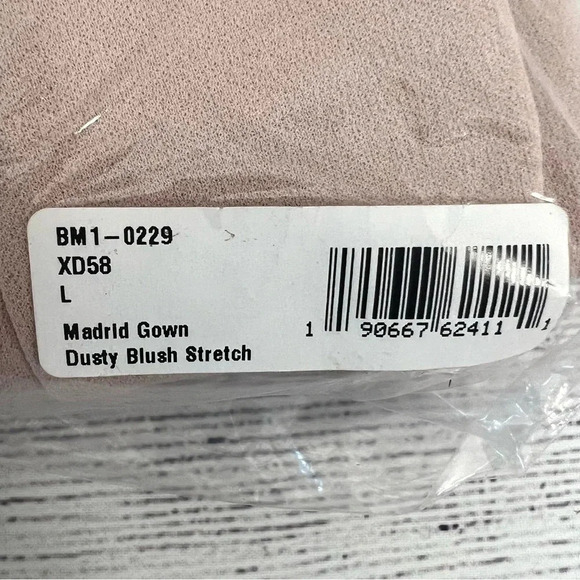 BM1-0229
XD58
L
Madrid Gown
Dusty Blush Stretch
1 90667 62411 1